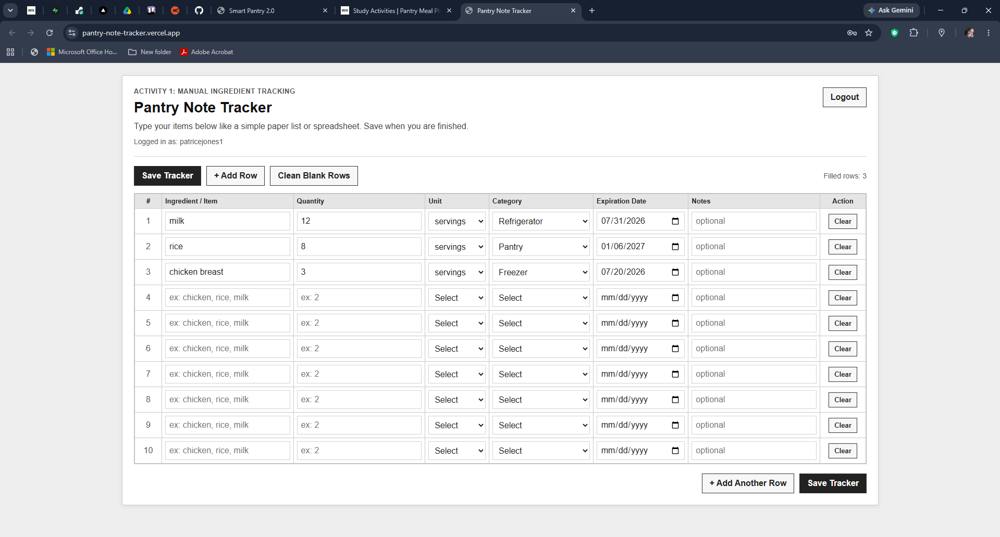 Smart Pantry 2.0
WIX Study Activities | Pantry Meal Pl
Pantry Note Tracker
Ask Gemini
pantry-note-tracker.vercel.app
Microsoft Office Ho...
New folder
Adobe Acrobat
ACTIVITY 1: MANUAL INGREDIENT TRACKING
Logout
Pantry Note Tracker
Type your items below like a simple paper list or spreadsheet. Save when you are finished.
Logged in as: patricejones1
Save Tracker + Add Row Clean Blank Rows Filled rows: 3
# Ingredient / Item Quantity Unit Category Expiration Date Notes Action
1 milk 12 servings Refrigerator 07/31/2026 optional Clear
2 rice 8 servings Pantry 01/06/2027 optional Clear
3 chicken breast 3 servings Freezer 07/20/2026 optional Clear
4 ex: chicken, rice, milk ex: 2 Select Select mm/dd/yyyy optional Clear
5 ex: chicken, rice, milk ex: 2 Select Select mm/dd/yyyy optional Clear
6 ex: chicken, rice, milk ex: 2 Select Select mm/dd/yyyy optional Clear
7 ex: chicken, rice, milk ex: 2 Select Select mm/dd/yyyy optional Clear
8 ex: chicken, rice, milk ex: 2 Select Select mm/dd/yyyy optional Clear
9 ex: chicken, rice, milk ex: 2 Select Select mm/dd/yyyy optional Clear
10 ex: chicken, rice, milk ex: 2 Select Select mm/dd/yyyy optional Clear
+ Add Another Row Save Tracker